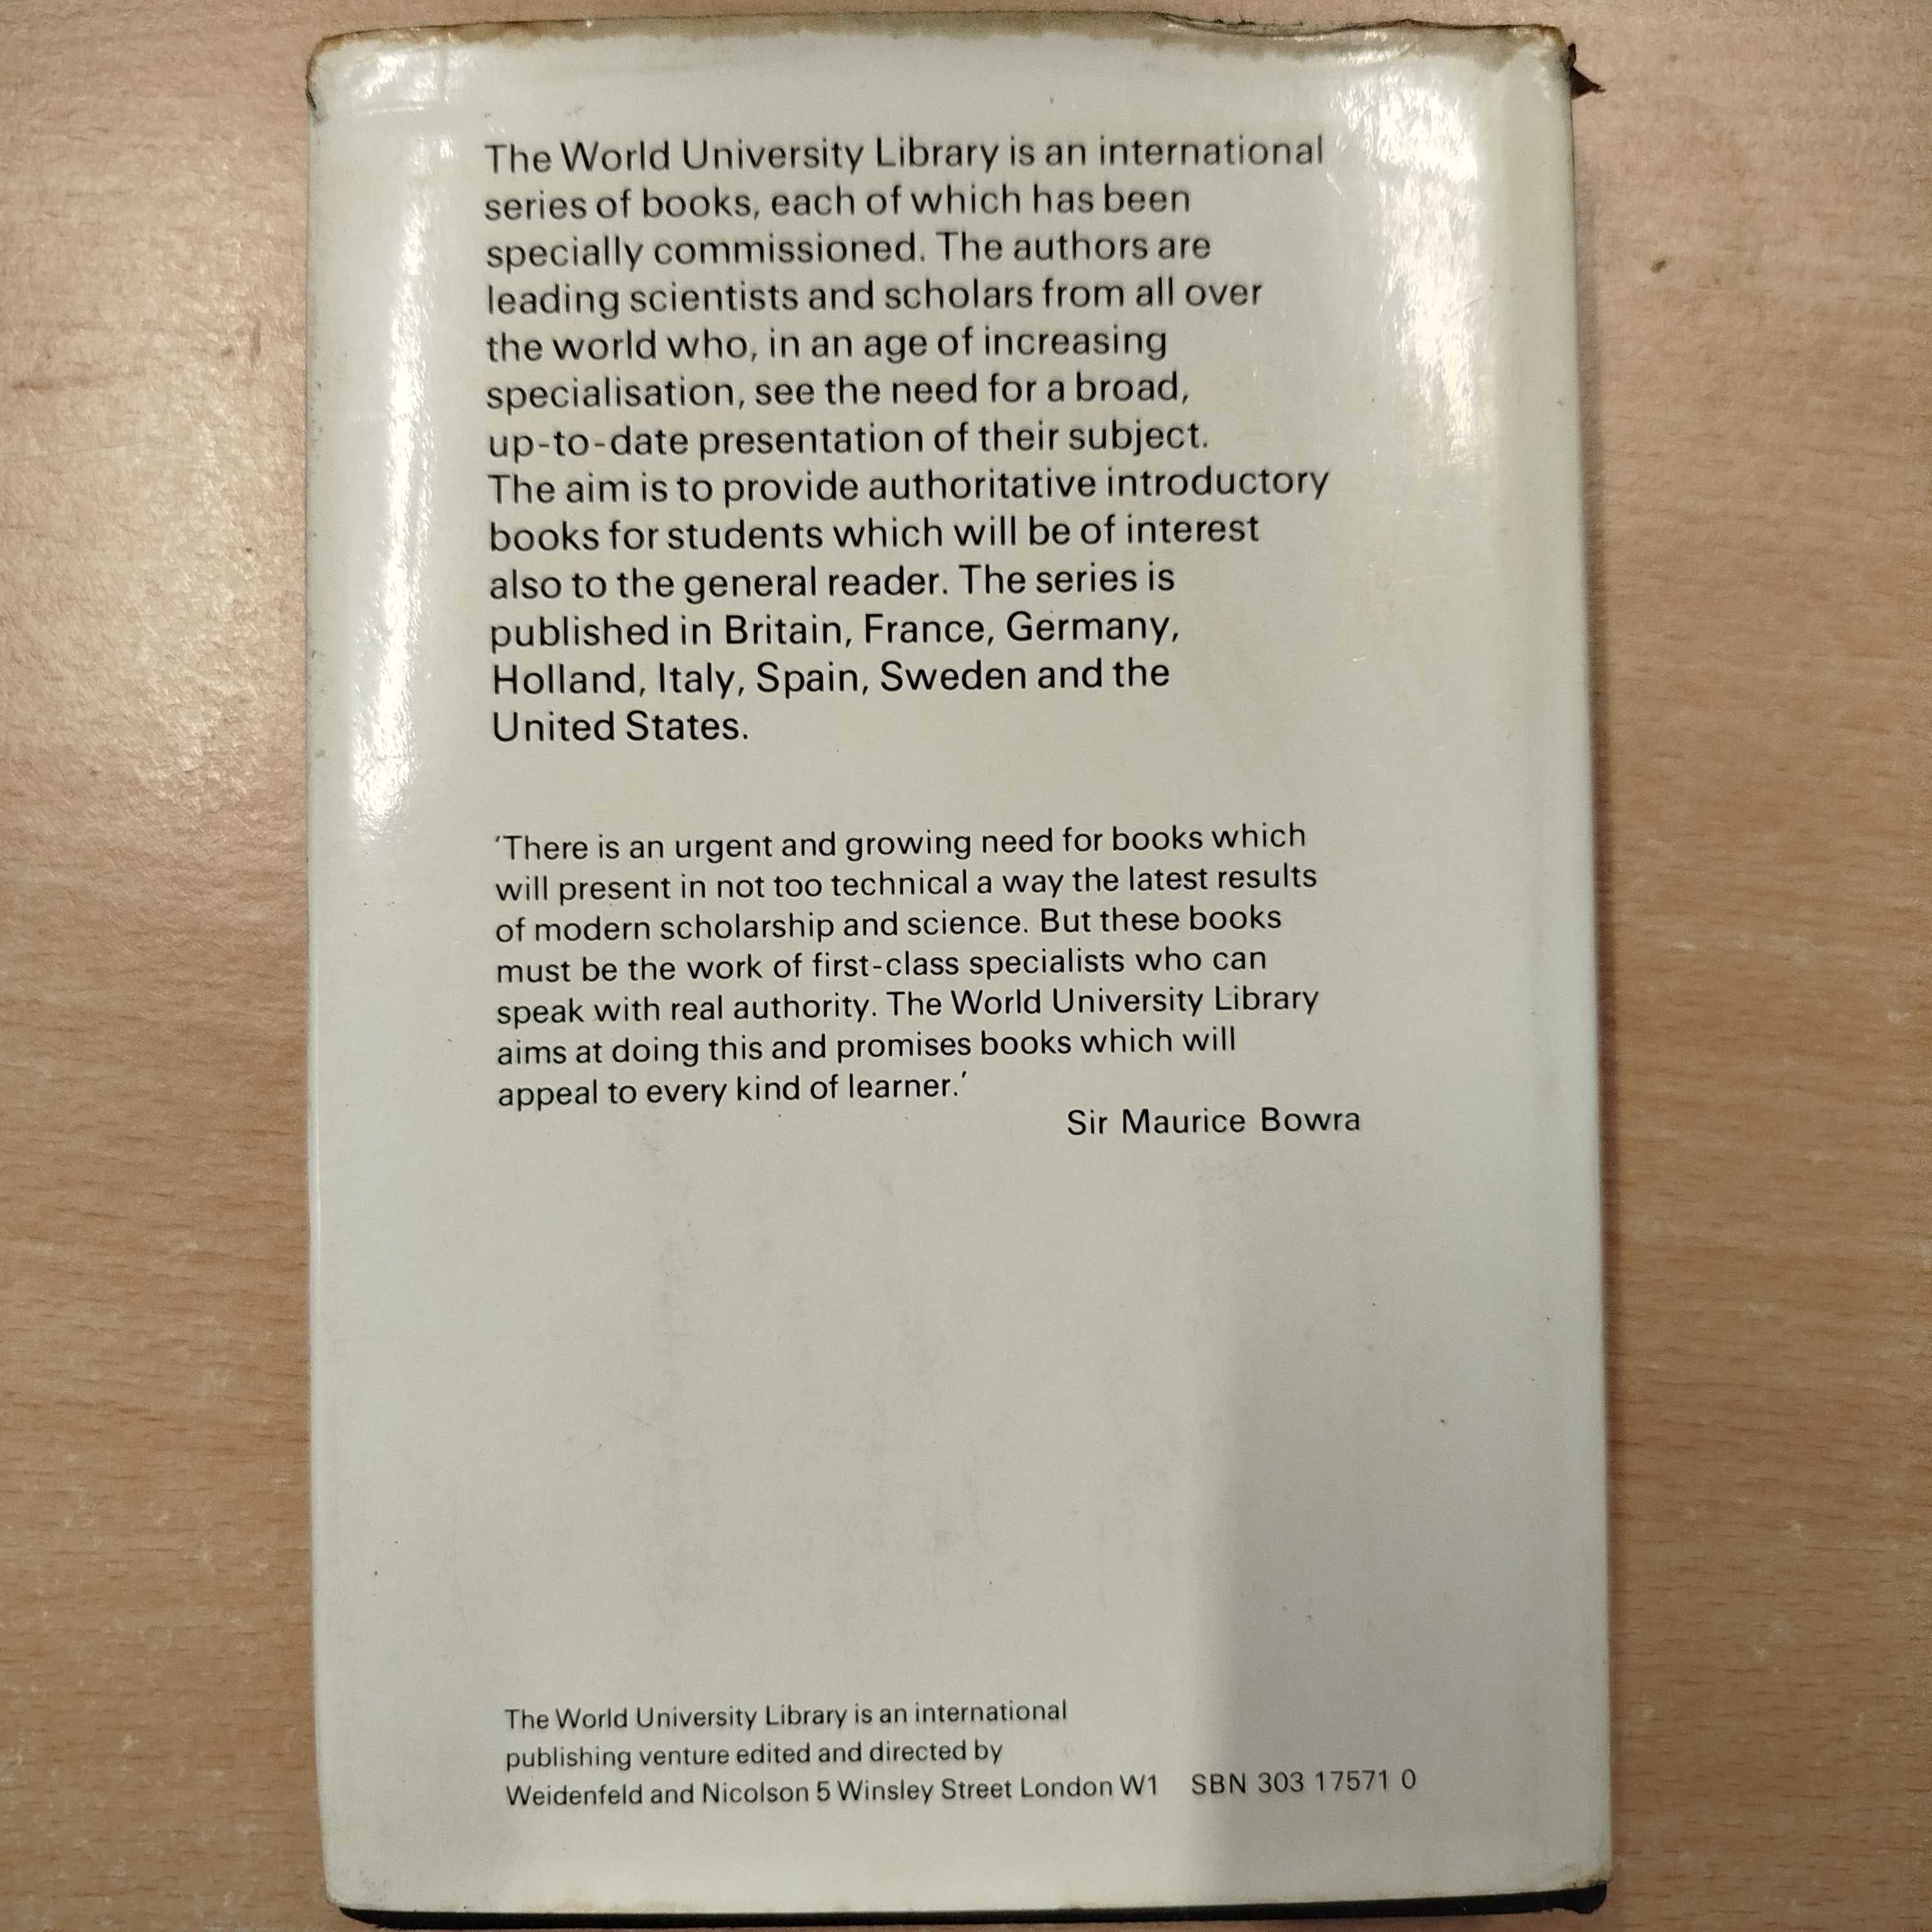 The World University Library is an international
series of books, each of which has been
specially commissioned. The authors are
leading scientists and scholars from all over
the world who, in an age of increasing
specialisation, see the need for a broad,
up-to-date presentation of their subject.
The aim is to provide authoritative introductory
books for students which will be of interest
also to the general reader. The series is
published in Britain, France, Germany,
Holland, Italy, Spain, Sweden and the
United States.
'There is an urgent and growing need for books which
will present in not too technical a way the latest results
of modern scholarship and science. But these books
must be the work of first-class specialists who can
speak with real authority. The World University Library
aims at doing this and promises books which will
appeal to every kind of learner.'
Sir Maurice Bowra
The World University Library is an international
publishing venture edited and directed by
Weidenfeld and Nicolson 5 Winsley Street London W1 SBN 303 17571 0